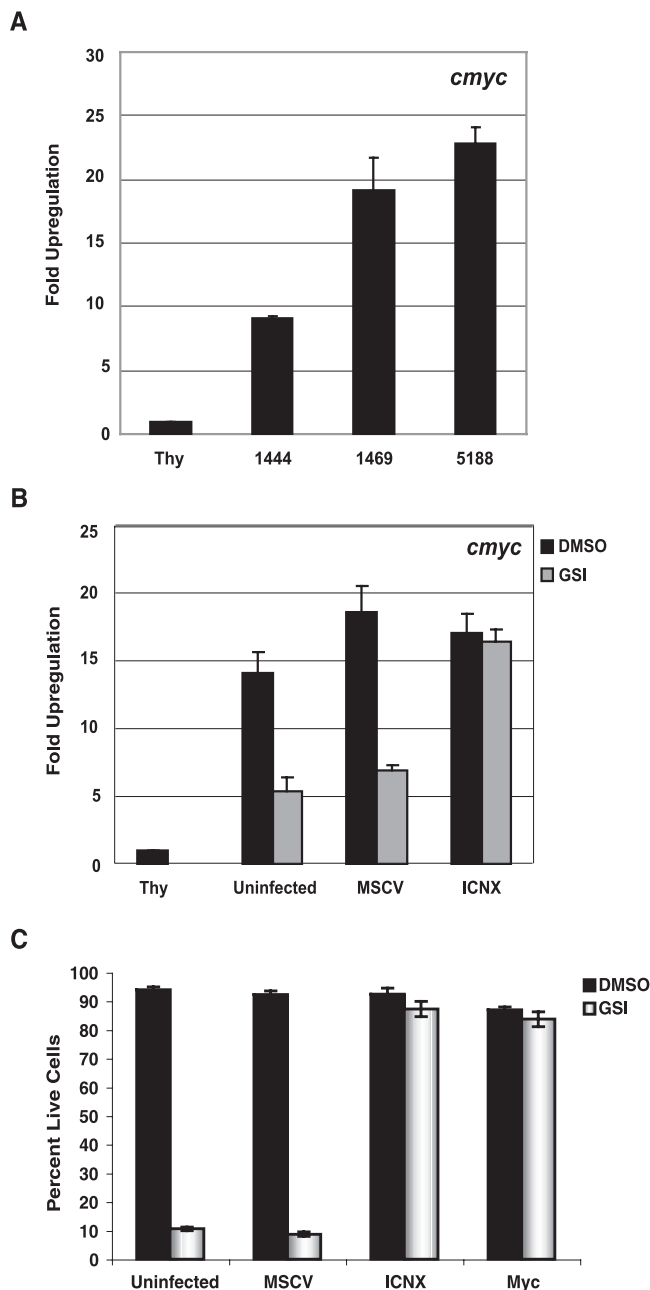 A
cmyc
Fold Upregulation
30
25
20
15
10
5
0
Thy 1444 1469 5188
B
cmyc
DMSO
GSI
Fold Upregulation
25
20
15
10
5
0
Thy Uninfected MSCV ICNX
C
DMSO
GSI
Percent Live Cells
100
90
80
70
60
50
40
30
20
10
0
Uninfected MSCV ICNX Myc